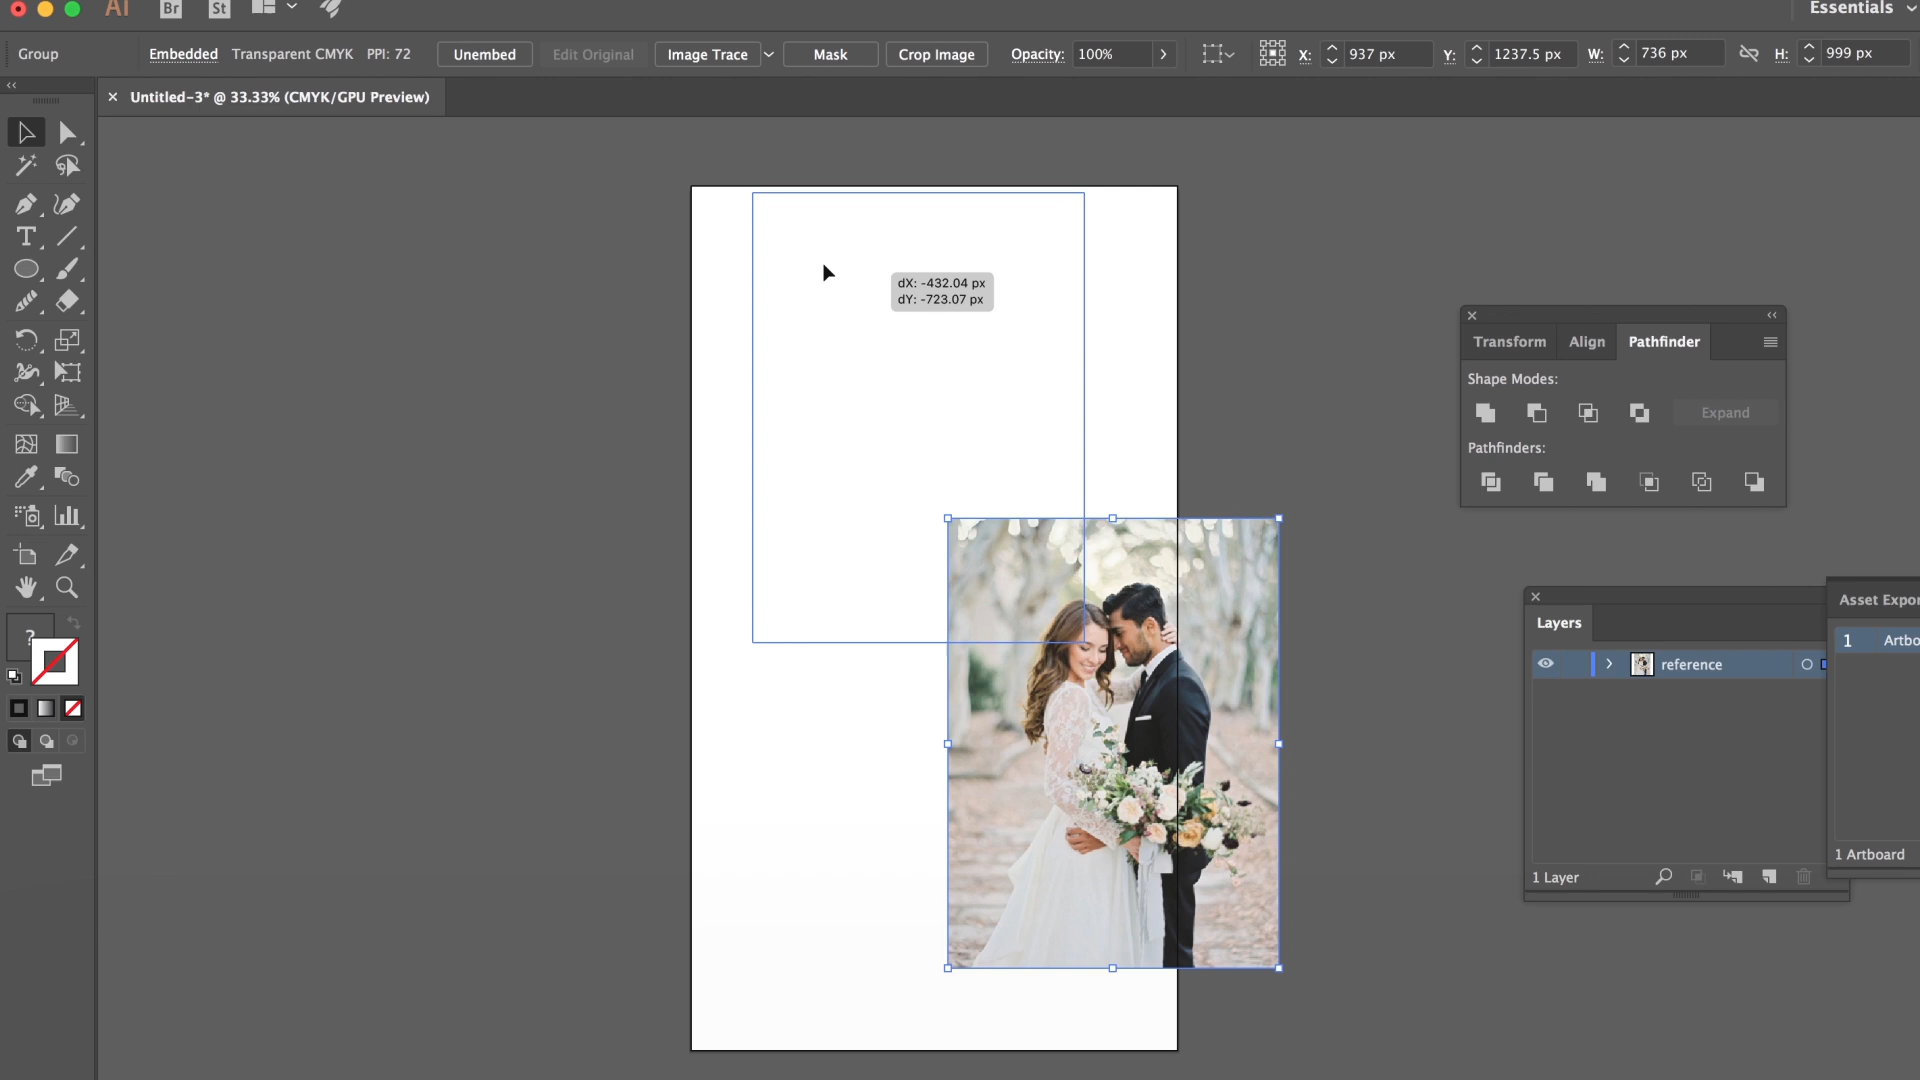 Ai Br St Essentials
Group Embedded Transparent CMYK PPI: 72 Unembed Edit Original Image Trace Mask Crop Image Opacity: 100% X: 937 px Y: 1237.5 px W: 736 px H: 999 px
× Untitled-3* @ 33.33% (CMYK/GPU Preview)
dX: -432.04 px
dY: -723.07 px
Transform Align Pathfinder
Shape Modes:
Expand
Pathfinders:
Asset Expor
Layers
1 Artbo
?
reference
1 Artboard
1 Layer